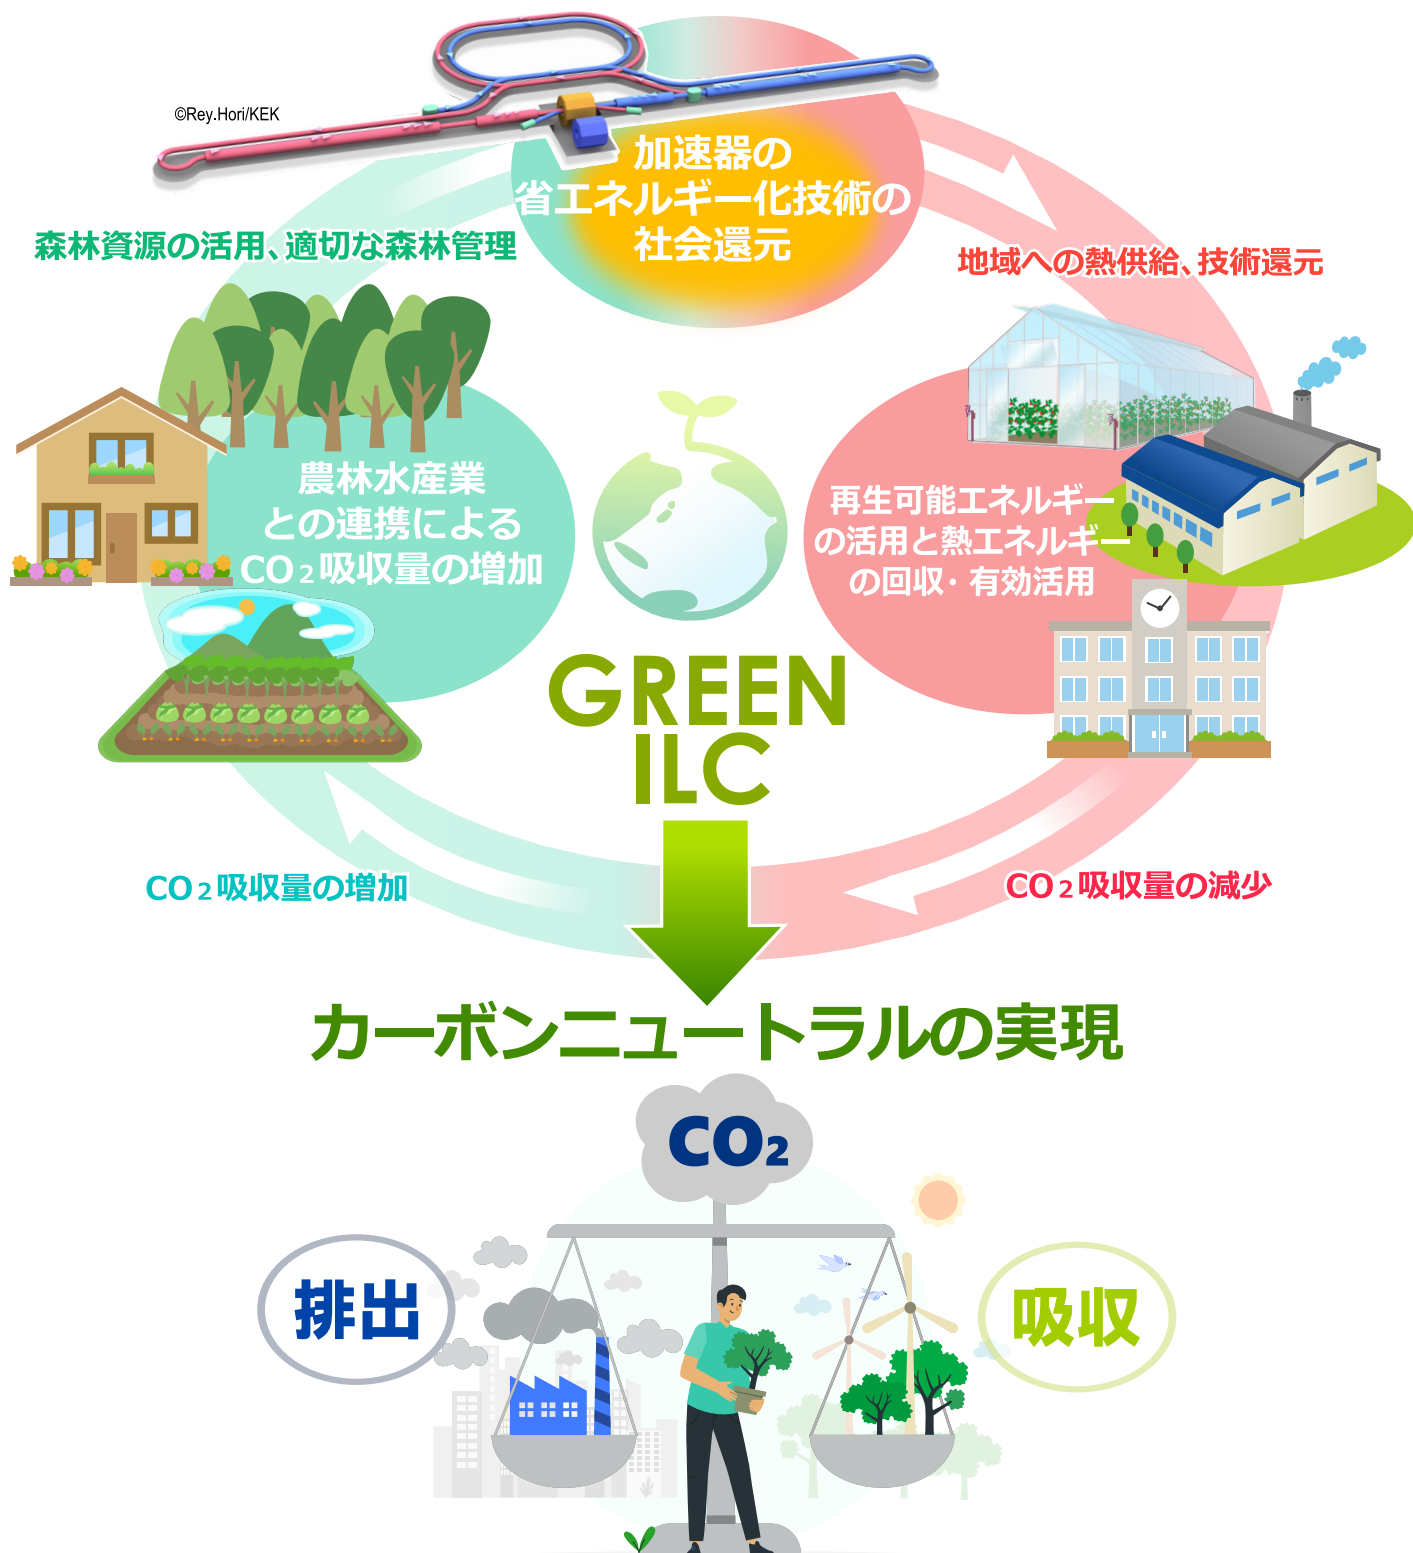 ©Rey.Hori/KEK
加速器の
省エネルギー化技術の
社会還元
森林資源の活用、適切な森林管理
地域への熱供給、技術還元
農林水産業
との連携による
CO₂吸収量の増加
再生可能エネルギー
の活用と熱エネルギー
の回収・有効活用
GREEN
ILC
CO₂吸収量の増加
CO₂吸収量の減少
カーボンニュートラルの実現
CO₂
排出
吸収